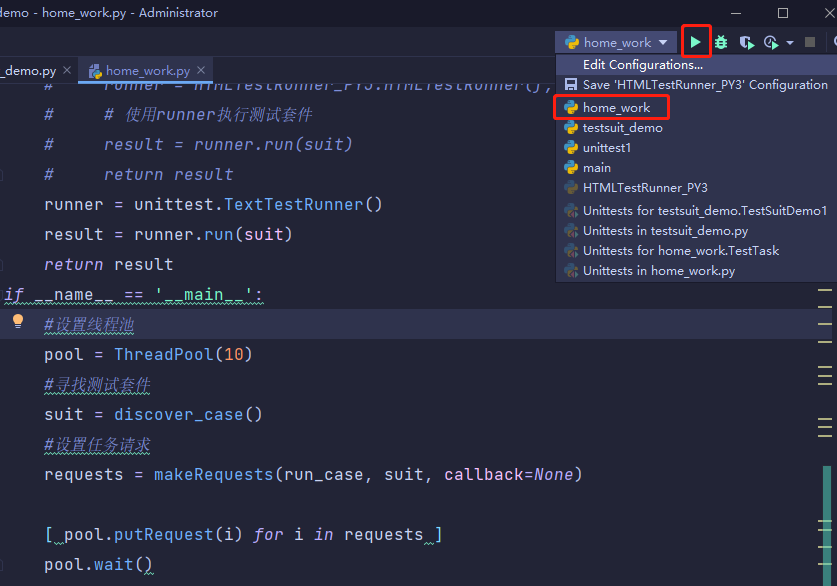 demo - home_work.py - Administrator
home_work
_demo.py
home_work.py
Edit Configurations...
Save 'HTMLTestRunner_PY3' Configuration
home_work
testsuit_demo
unittest1
main
HTMLTestRunner_PY3
Unittests for testsuit_demo.TestSuitDemo1
Unittests in testsuit_demo.py
Unittests for home_work.TestTask
Unittests in home_work.py
#     runner = HTMLTestRunner_PY3.HTMLTestRunner(),
#     # 使用runner执行测试套件
#     result = runner.run(suit)
#     return result
runner = unittest.TextTestRunner()
result = runner.run(suit)
return result
if __name__ == '__main__':
#设置线程池
pool = ThreadPool(10)
#寻找测试套件
suit = discover_case()
#设置任务请求
requests = makeRequests(run_case, suit, callback=None)
[ pool.putRequest(i) for i in requests ]
pool.wait()